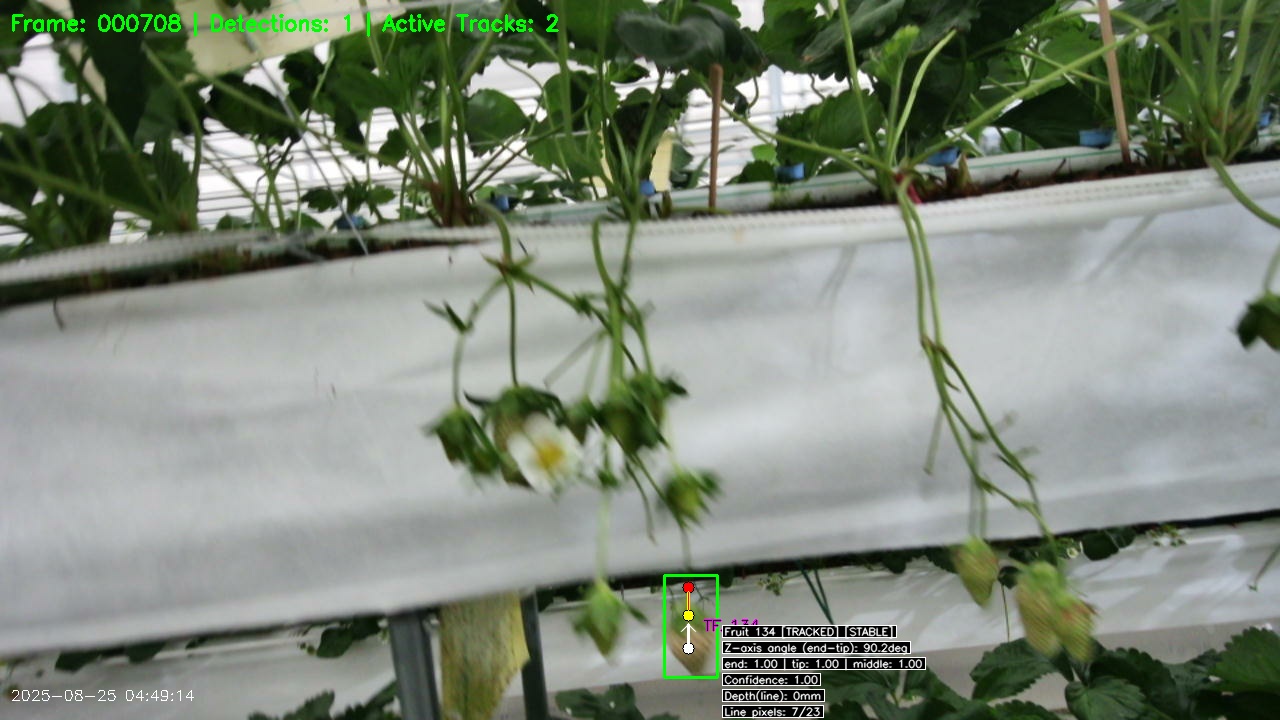 Frame: 000708 | Detections: 1 | Active Tracks: 2
Fruit 134 [TRACKED] [STABLE]
Z-axis angle (end-tip): 90.2deg
end: 1.00 | tip: 1.00 | middle: 1.00
Confidence: 1.00
Depth(line): 0mm
Line pixels: 7/23
2025-08-25 04:49:14